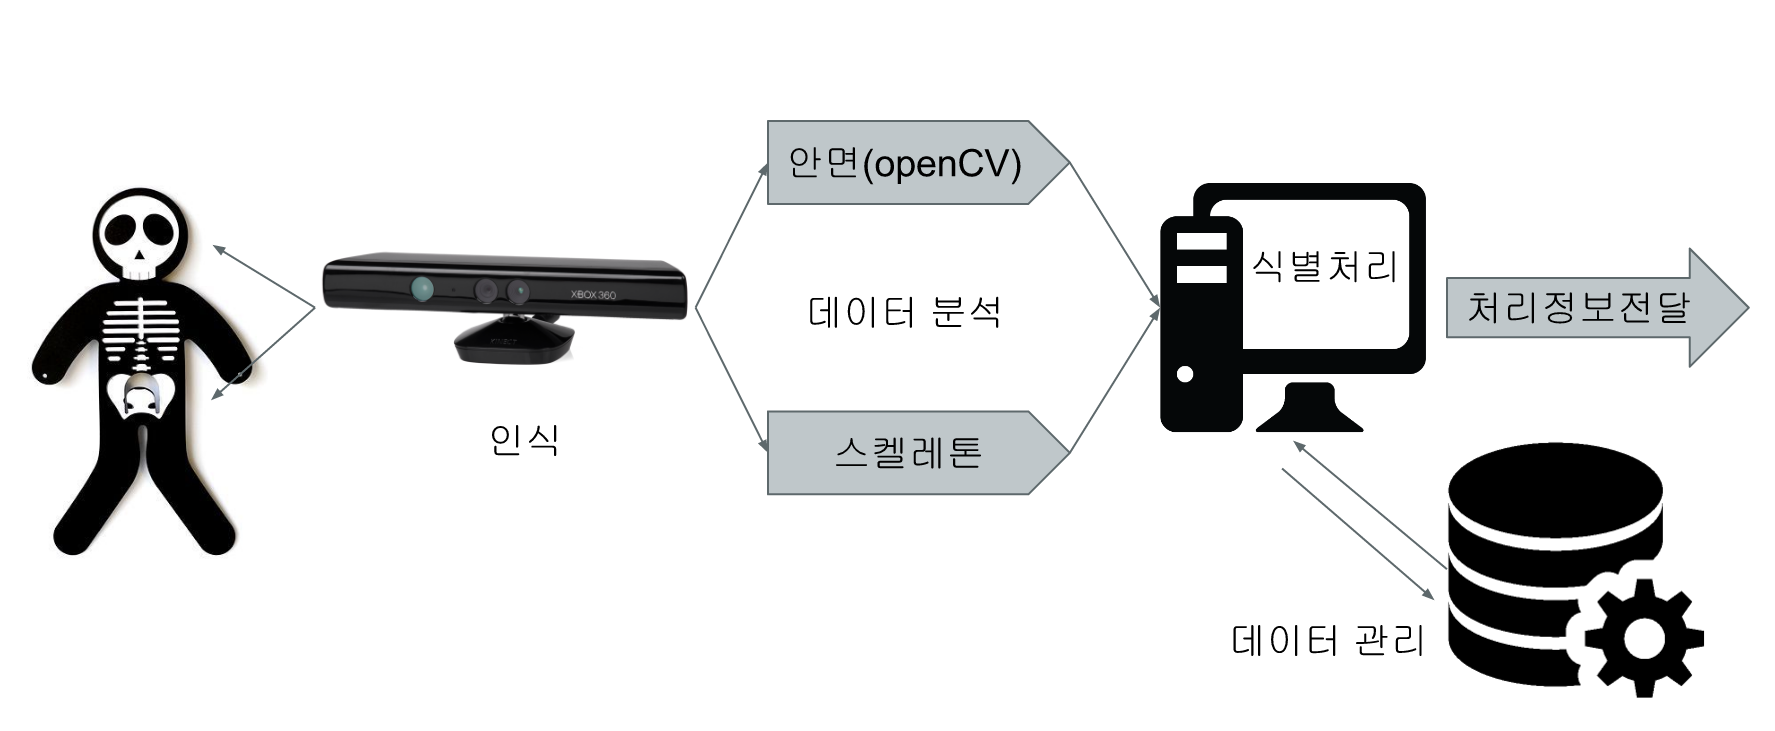 안면(openCV)
식별처리
XBOX 360
데이터 분석
처리정보전달
인식
스켈레톤
데이터 관리